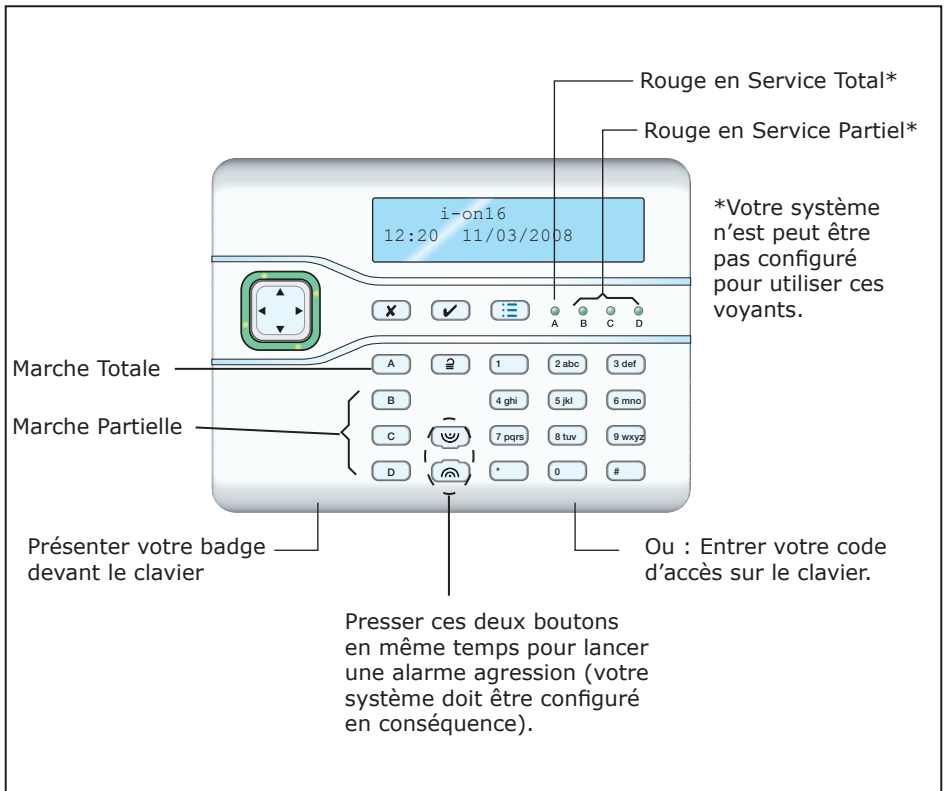 Rouge en Service Total*
Rouge en Service Partiel*
i-on16
12:20 11/03/2008
*Votre système
n'est peut être
pas configuré
pour utiliser ces
voyants.
A B C D
Marche Totale
A 1 2 abc 3 def
B 4 ghi 5 jkl 6 mno
Marche Partielle
C 7 pqrs 8 tuv 9 wxyz
D * 0 #
Présenter votre badge
devant le clavier
Ou : Entrer votre code
d'accès sur le clavier.
Presser ces deux boutons
en même temps pour lancer
une alarme agression (votre
système doit être configuré
en conséquence).